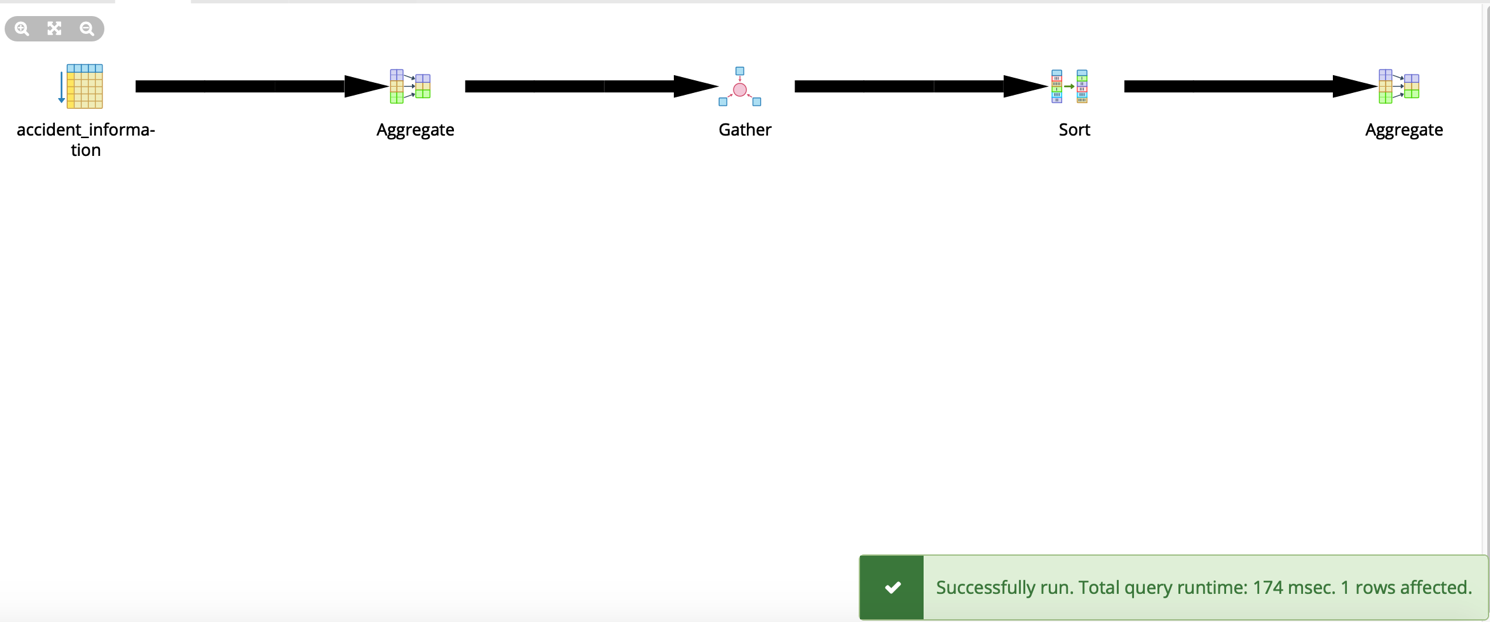 accident_informa-
tion
Aggregate
Gather
Sort
Aggregate
Successfully run. Total query runtime: 174 msec. 1 rows affected.